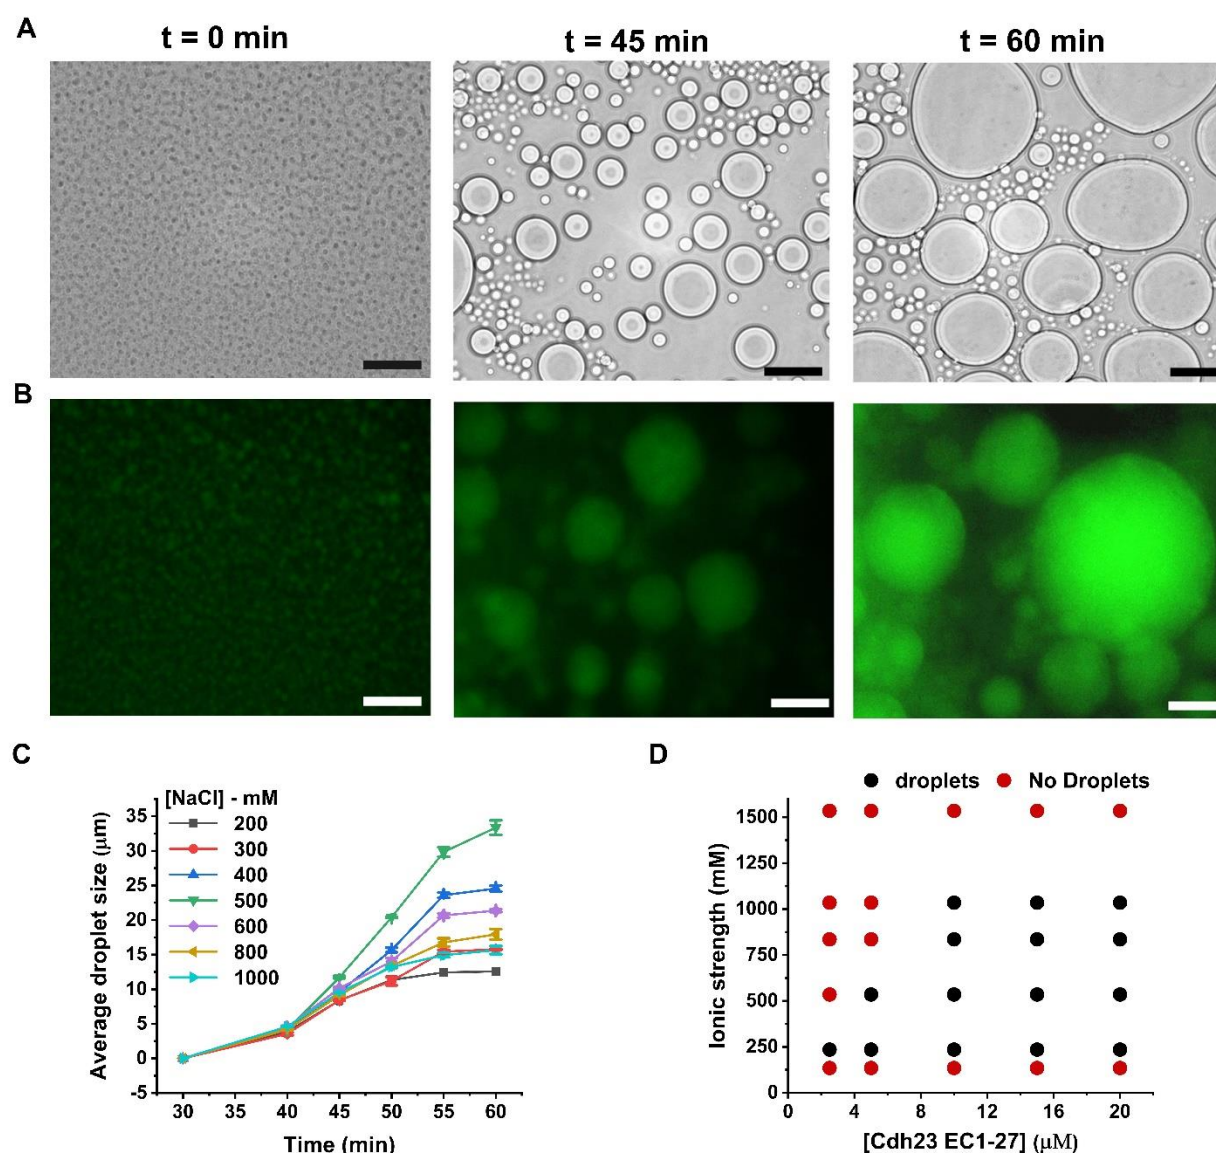 A
t = 0 min
t = 45 min
t = 60 min
B
C
[NaCl] - mM
200
300
400
500
600
800
1000
Average droplet size (μm)
35
30
25
20
15
10
5
0
-5
30 35 40 45 50 55 60
Time (min)
D
droplets No Droplets
Ionic strength (mM)
1500
1250
1000
750
500
250
0
0 4 8 12 16 20
[Cdh23 EC1-27] (μM)